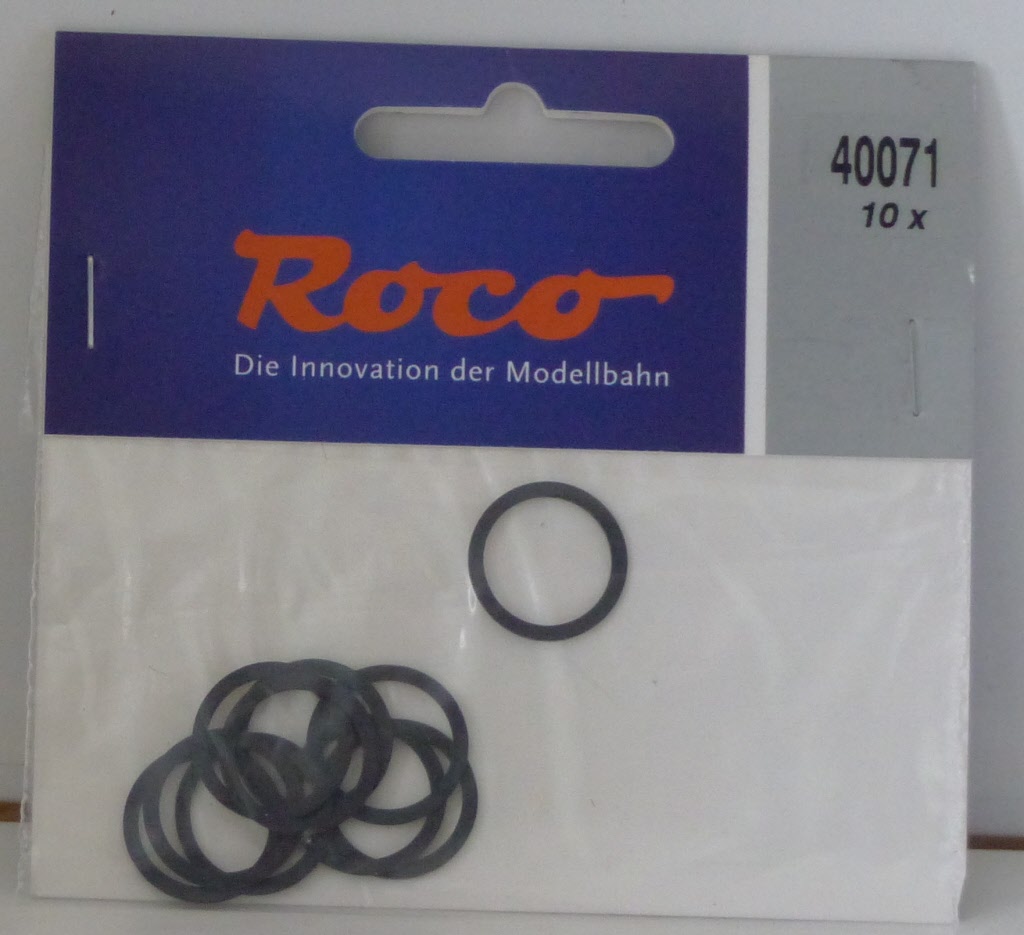 Roco
Die Innovation der Modellbahn
40071
10 x